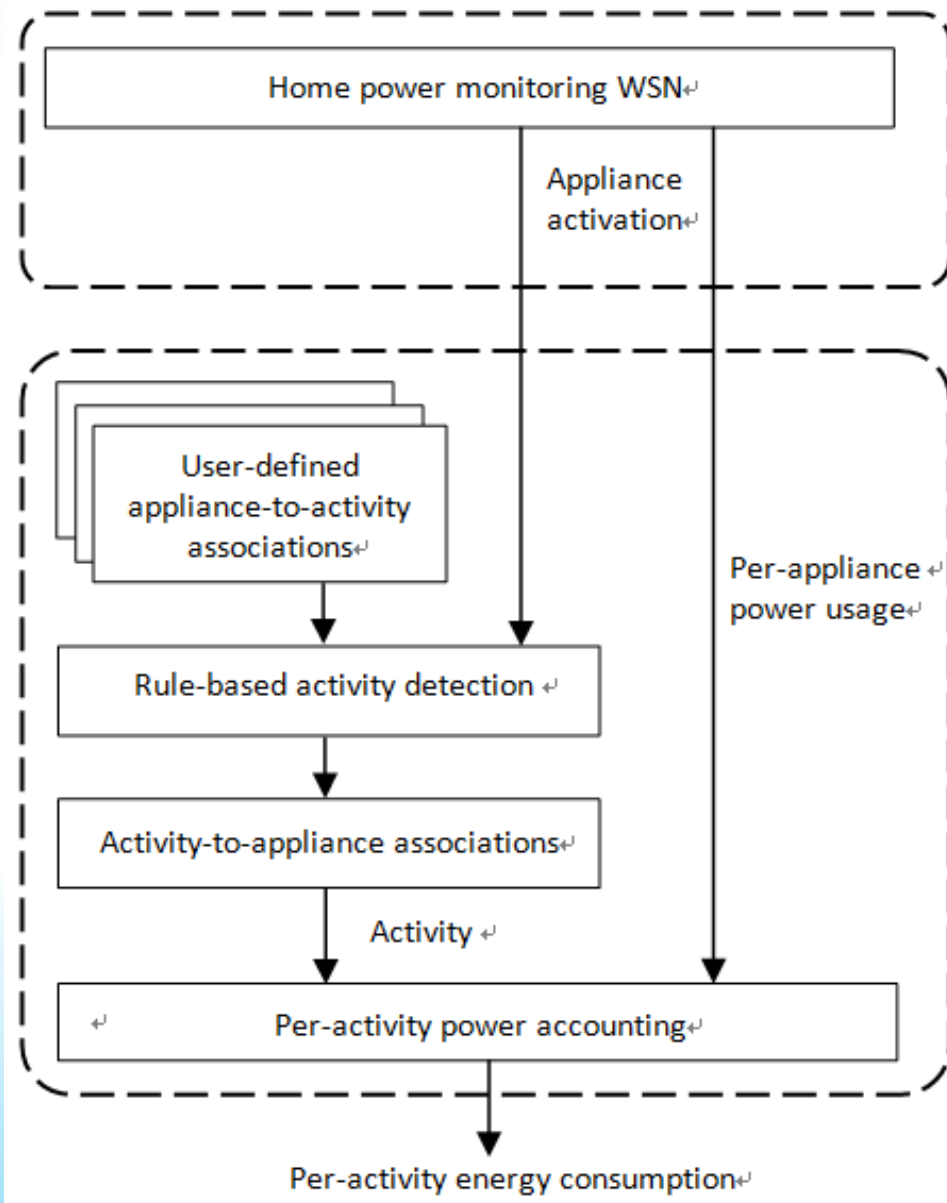 Home power monitoring WSN↵
Appliance
activation↵
User-defined
appliance-to-activity
associations↵
Per-appliance ↵
power usage↵
Rule-based activity detection ↵
Activity-to-appliance associations↵
Activity ↵
↵ Per-activity power accounting↵
Per-activity energy consumption↵